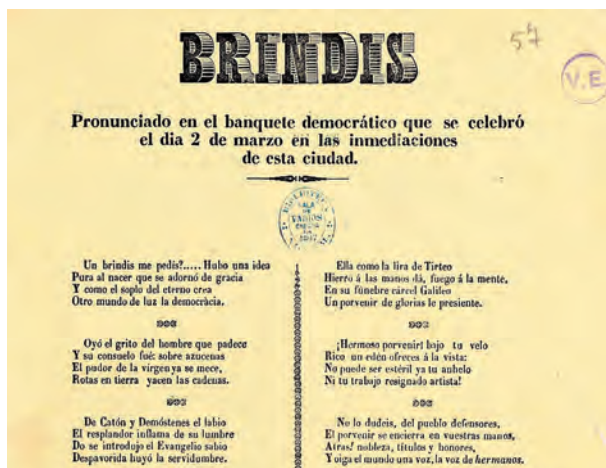 54
V.E
BRINDIS
Pronunciado en el banquete democrático que se celebró
el dia 2 de marzo en las inmediaciones
de esta ciudad.
BIBLIOTECA
SALA
DE
VARIOS
Un brindis me pedis?..... Hubo una idea
Pura al nacer que se adornó de gracia
Y como el soplo del eterno crea
Otro mundo de luz la democràcia.
Oyó el grito del hombre que padece
Y su consuelo fué: sobre azucenas
El pudor de la virgen ya se mece,
Rotas en tierra yacen las cadenas.
De Catón y Demóstenes el labio
El resplandor inflama de su lumbre
Do se introdujo el Evangelio sabio
Despavorida huyó la servidumbre.
Ella como la lira de Tirteo
Hierró á las manos dá, fuego á la mente,
En su fúnebre cárcel Galileo
Un porvenir de glorias le presiente.
¡Hermoso porvenir! bajo tu velo
Rico un edén ofreces á la vista:
No puede ser estéril ya tu anhelo
Ni tu trabajo resignado artista!
No lo dudeis, del pueblo defensores,
El porvenir se encierra en vuestras manos,
Atras! nobleza, títulos y honores,
Y oiga el mundo una voz, la voz de hermanos.